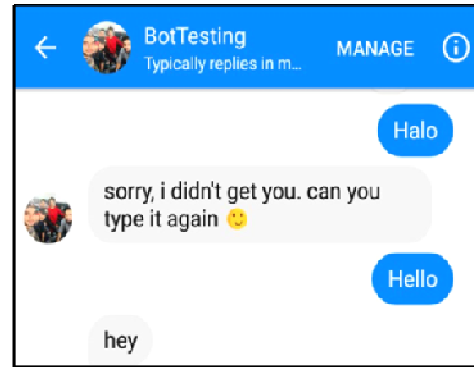 BotTesting
Typically replies in m...
MANAGE
Halo
sorry, i didn't get you. can you
type it again 🙂
Hello
hey